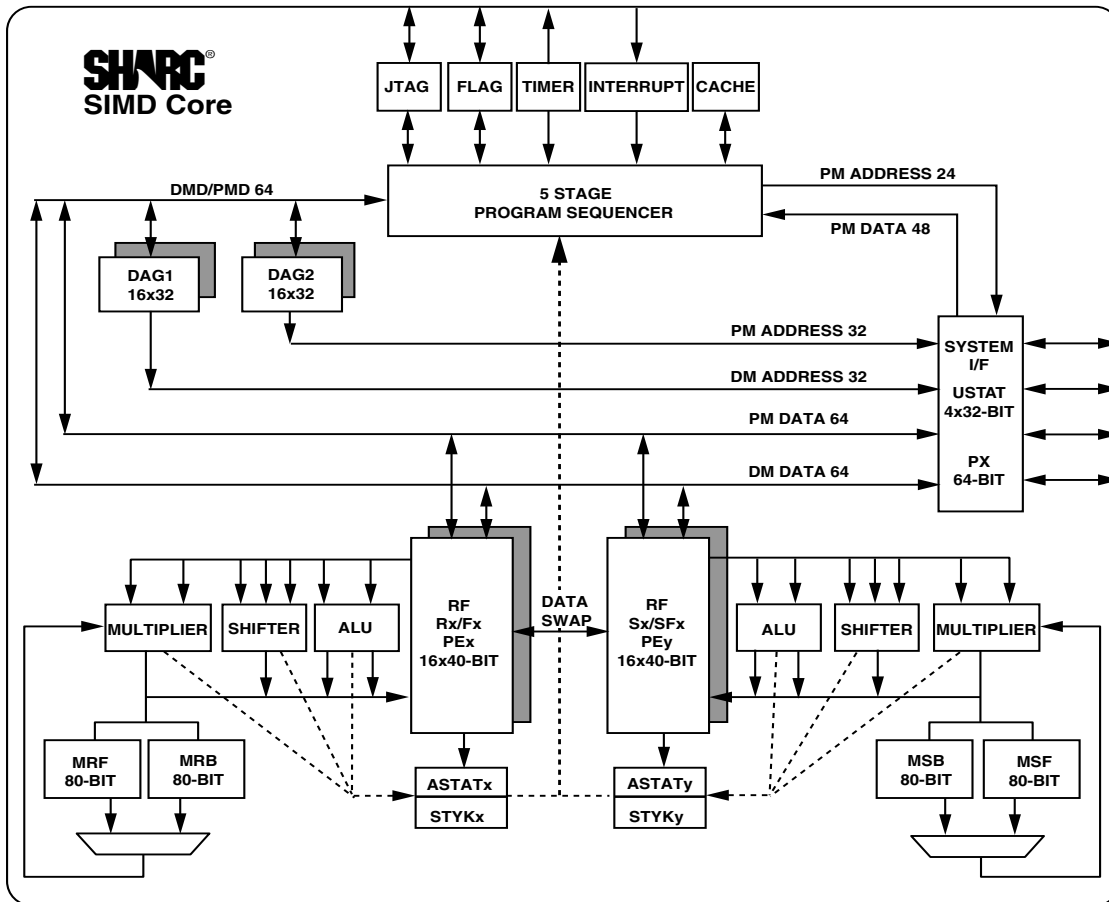 SHARC®
SIMD Core
JTAG
FLAG
TIMER
INTERRUPT
CACHE
DMD/PMD 64
5 STAGE
PROGRAM SEQUENCER
PM ADDRESS 24
PM DATA 48
DAG1
16x32
DAG2
16x32
PM ADDRESS 32
DM ADDRESS 32
PM DATA 64
DM DATA 64
SYSTEM
I/F
USTAT
4x32-BIT
PX
64-BIT
MULTIPLIER
SHIFTER
ALU
RF
Rx/Fx
PEx
16x40-BIT
DATA
SWAP
RF
Sx/SFx
PEy
16x40-BIT
ALU
SHIFTER
MULTIPLIER
MRF
80-BIT
MRB
80-BIT
ASTATx
STYKx
ASTATy
STYKy
MSB
80-BIT
MSF
80-BIT